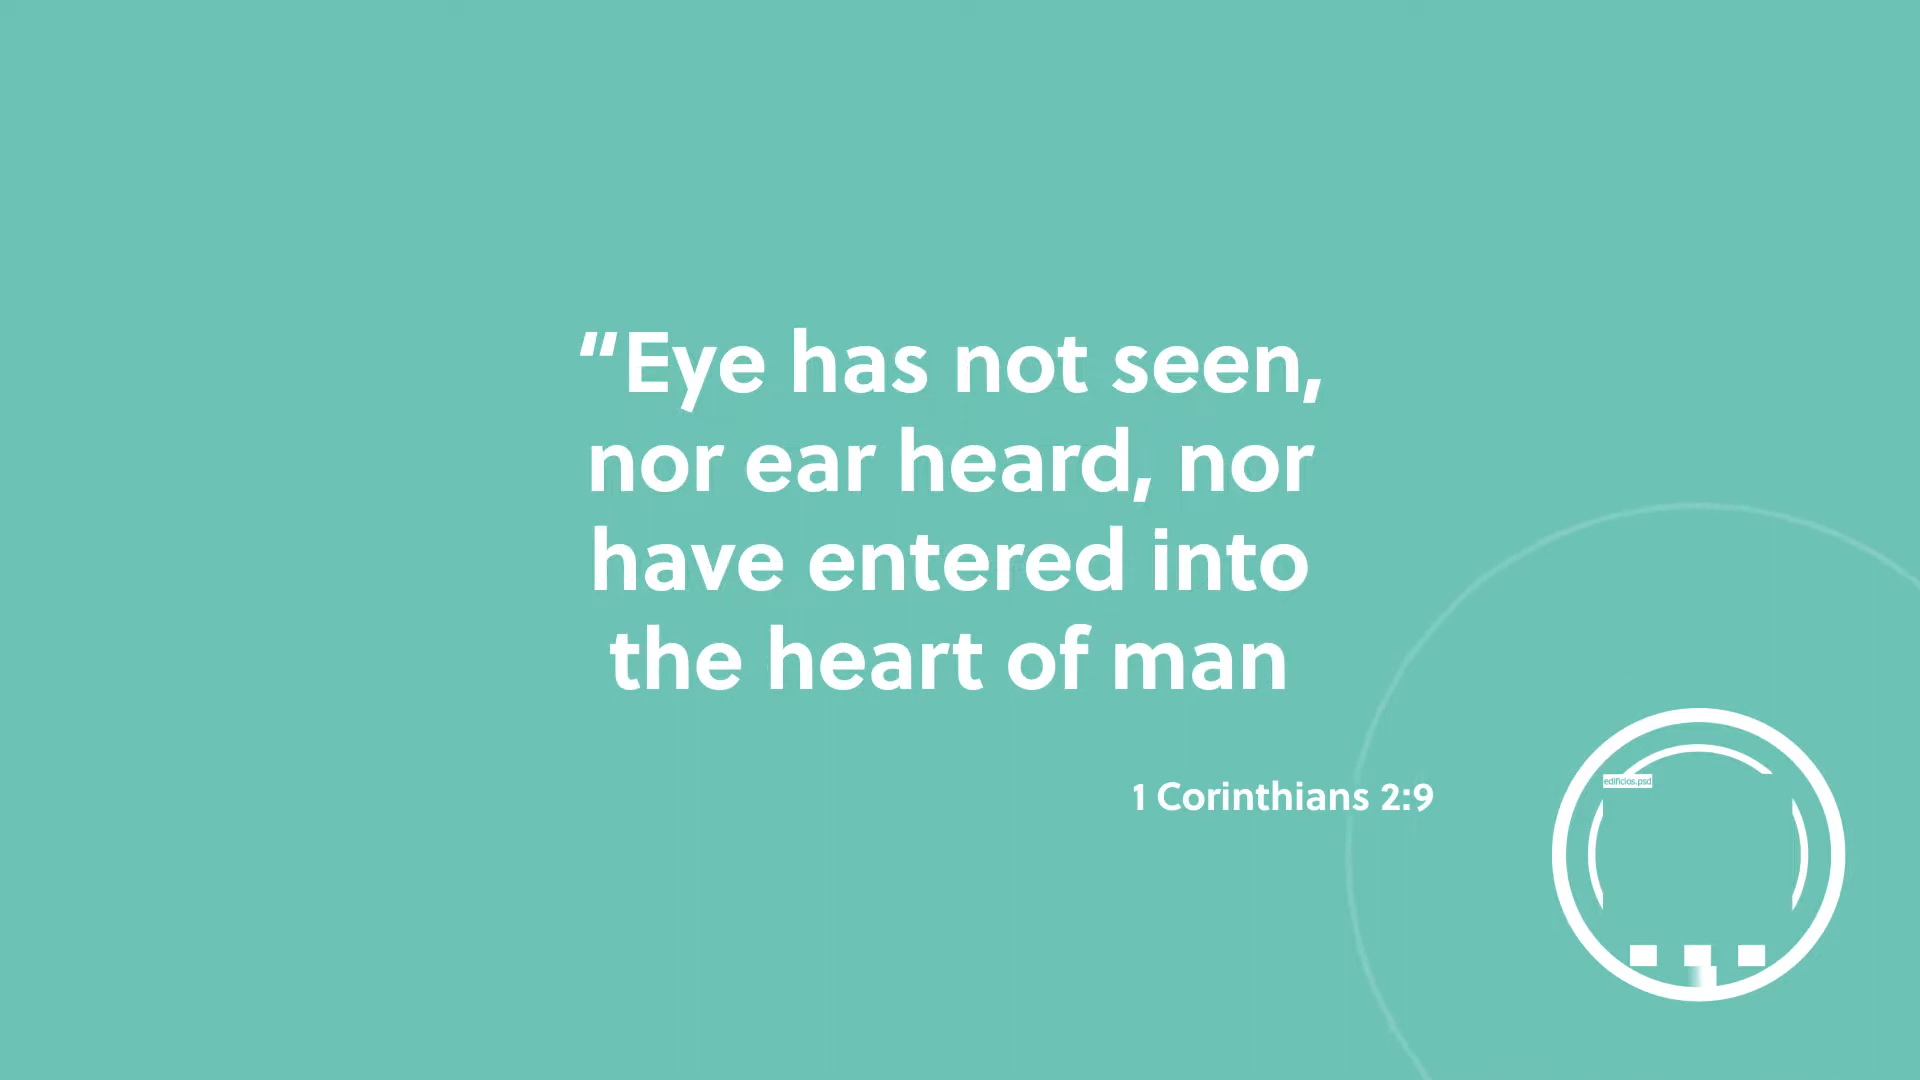 “Eye has not seen,
nor ear heard, nor
have entered into
the heart of man
1 Corinthians 2:9
edificios.psd